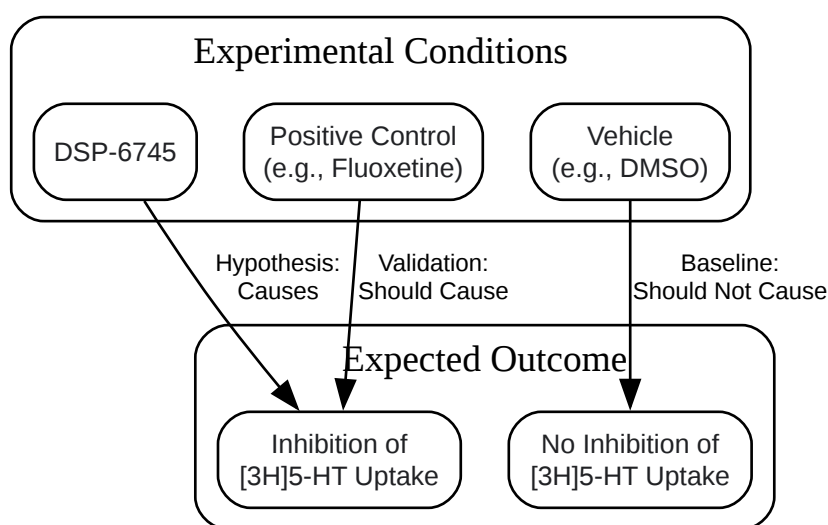 Experimental Conditions
DSP-6745
Positive Control
(e.g., Fluoxetine)
Vehicle
(e.g., DMSO)
Hypothesis:
Causes
Validation:
Should Cause
Baseline:
Should Not Cause
Expected Outcome
Inhibition of
[3H]5-HT Uptake
No Inhibition of
[3H]5-HT Uptake